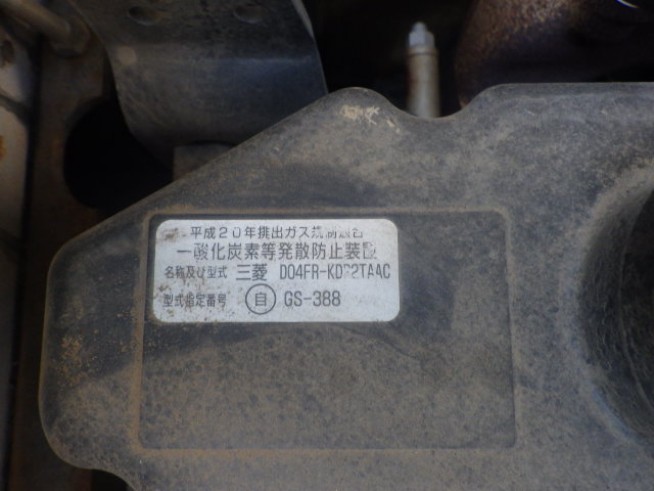 平成20年排出ガス規制適合
一酸化炭素等発散防止装置
名称及び型式 三菱
型式指定番号 自 GS-388